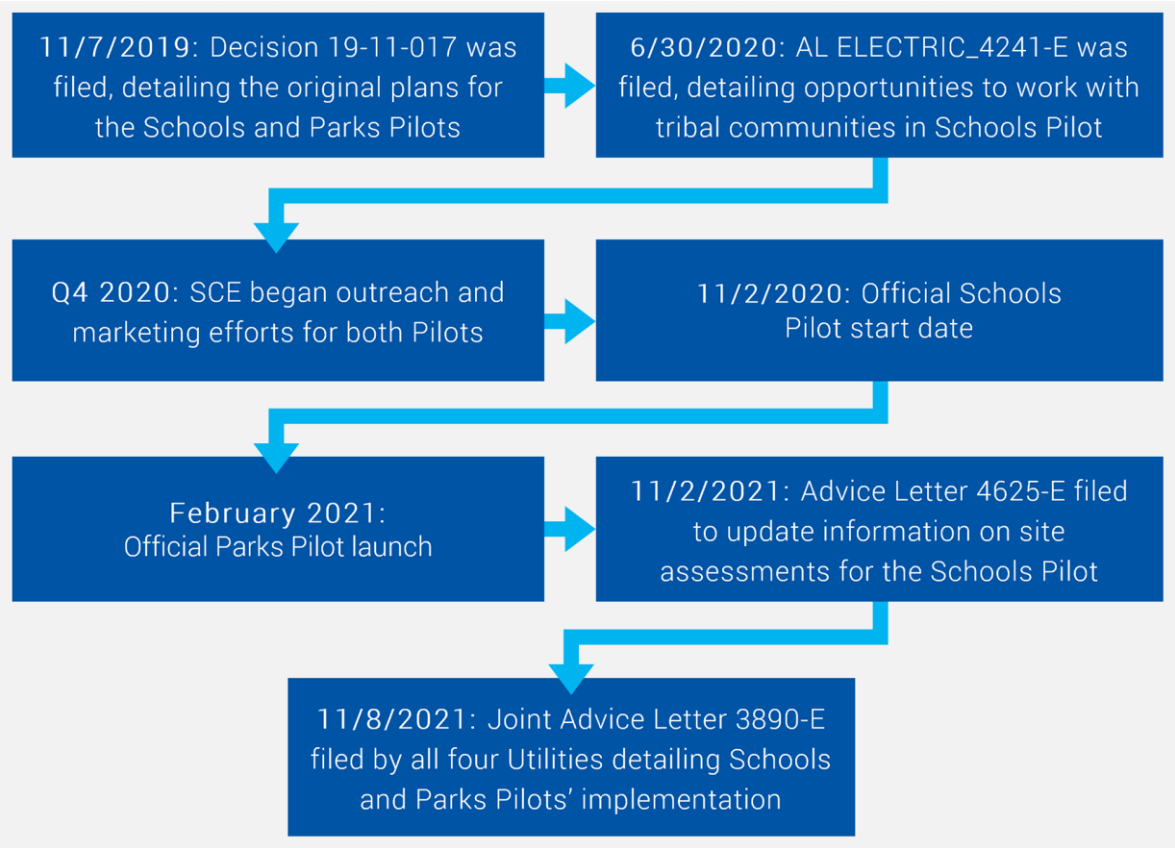 11/7/2019: Decision 19-11-017 was
filed, detailing the original plans for
the Schools and Parks Pilots
6/30/2020: AL ELECTRIC_4241-E was
filed, detailing opportunities to work with
tribal communities in Schools Pilot
Q4 2020: SCE began outreach and
marketing efforts for both Pilots
11/2/2020: Official Schools
Pilot start date
February 2021:
Official Parks Pilot launch
11/2/2021: Advice Letter 4625-E filed
to update information on site
assessments for the Schools Pilot
11/8/2021: Joint Advice Letter 3890-E
filed by all four Utilities detailing Schools
and Parks Pilots’ implementation